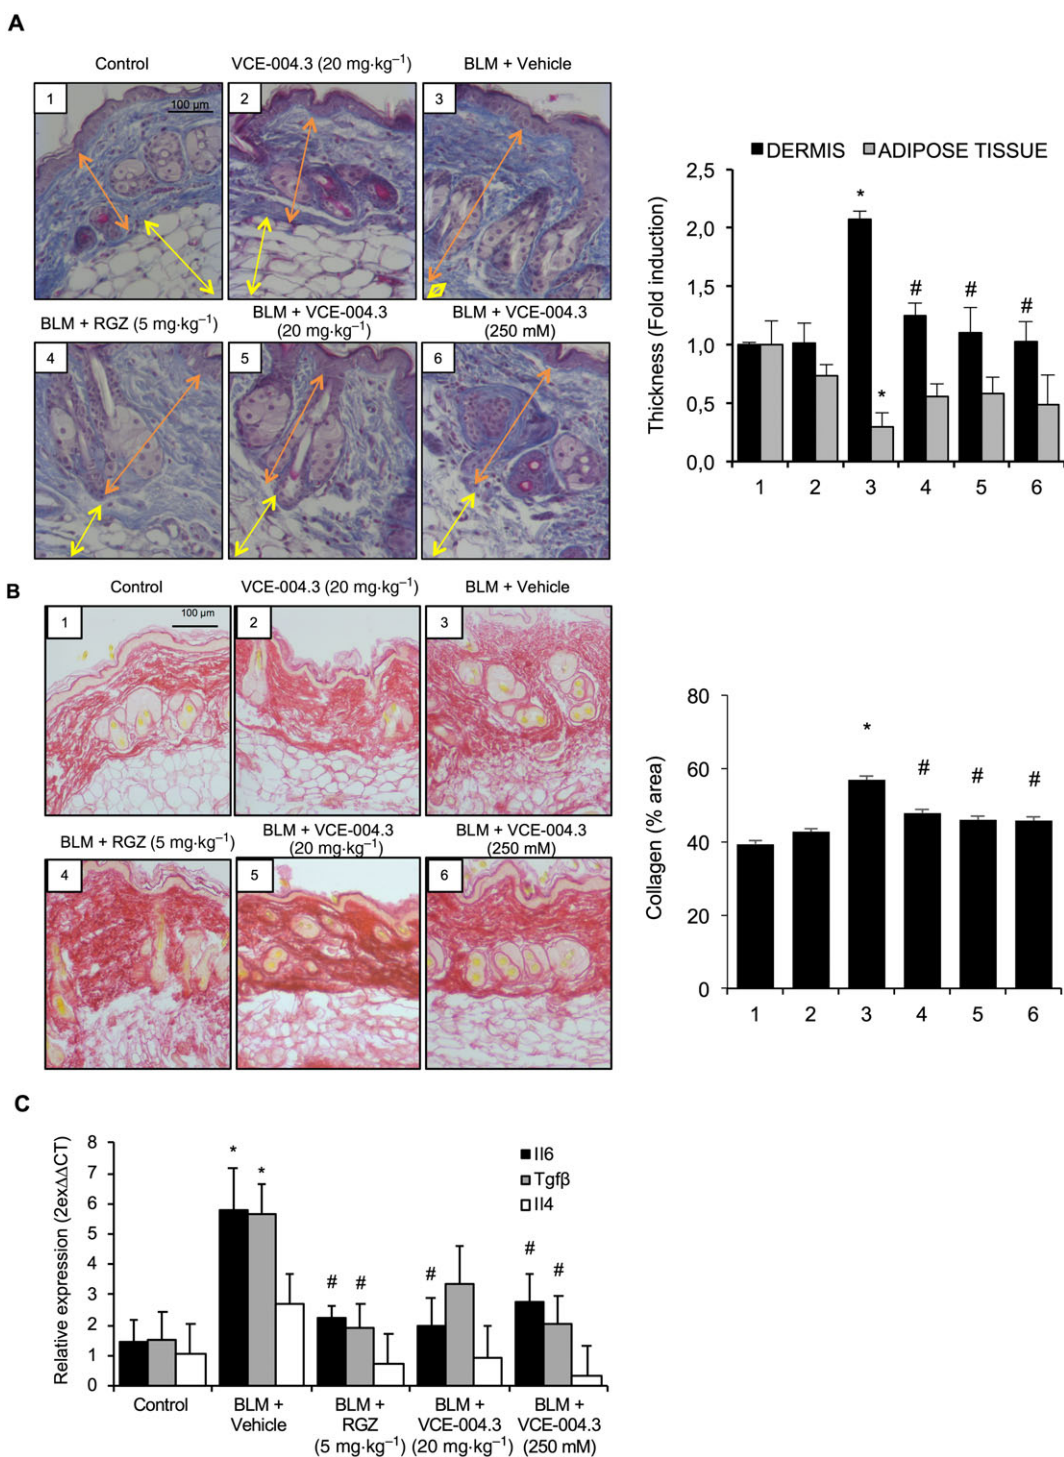 A
Control
VCE-004.3 (20 mg·kg⁻¹)
BLM + Vehicle
1
100 µm
2
3
BLM + RGZ (5 mg·kg⁻¹)
BLM + VCE-004.3
(20 mg·kg⁻¹)
BLM + VCE-004.3
(250 mM)
4
5
6
DERMIS
ADIPOSE TISSUE
Thickness (Fold induction)
2,5
2,0
1,5
1,0
0,5
0,0
*
*
#
#
#
1 2 3 4 5 6
B
Control
VCE-004.3 (20 mg·kg⁻¹)
BLM + Vehicle
1
100 µm
2
3
BLM + RGZ (5 mg·kg⁻¹)
BLM + VCE-004.3
(20 mg·kg⁻¹)
BLM + VCE-004.3
(250 mM)
4
5
6
Collagen (% area)
80
60
40
20
0
*
#
#
#
1 2 3 4 5 6
C
Relative expression (2exΔΔCT)
8
7
6
5
4
3
2
1
0
* *
# #
#
# #
Il6
Tgfβ
Il4
Control
BLM +
Vehicle
BLM +
RGZ
(5 mg·kg⁻¹)
BLM +
VCE-004.3
(20 mg·kg⁻¹)
BLM +
VCE-004.3
(250 mM)